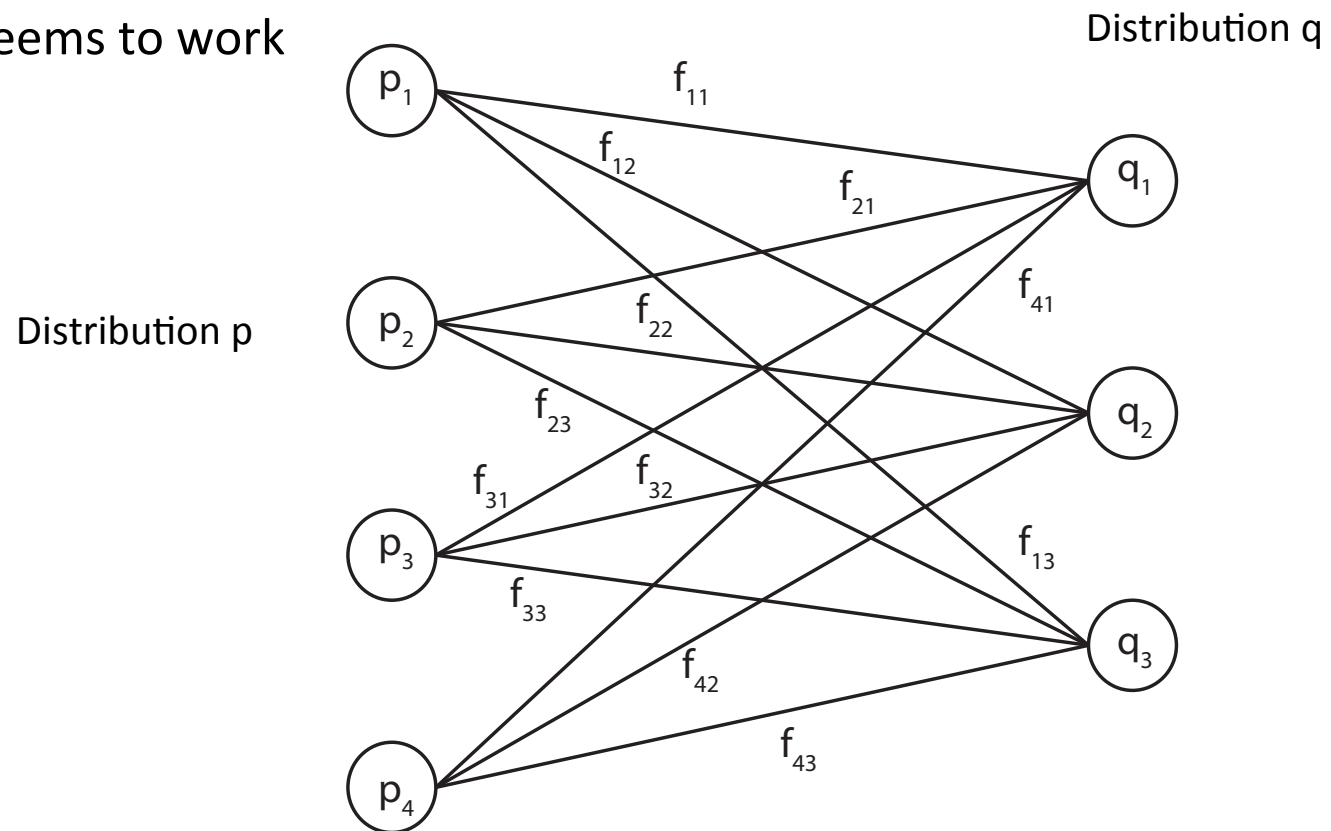 eems to work
Distribution q
p₁
f₁₁
f₁₂
q₁
f₂₁
f₄₁
f₂₂
p₂
Distribution p
f₂₃
q₂
f₃₂
f₃₁
p₃
f₁₃
f₃₃
q₃
f₄₂
f₄₃
p₄